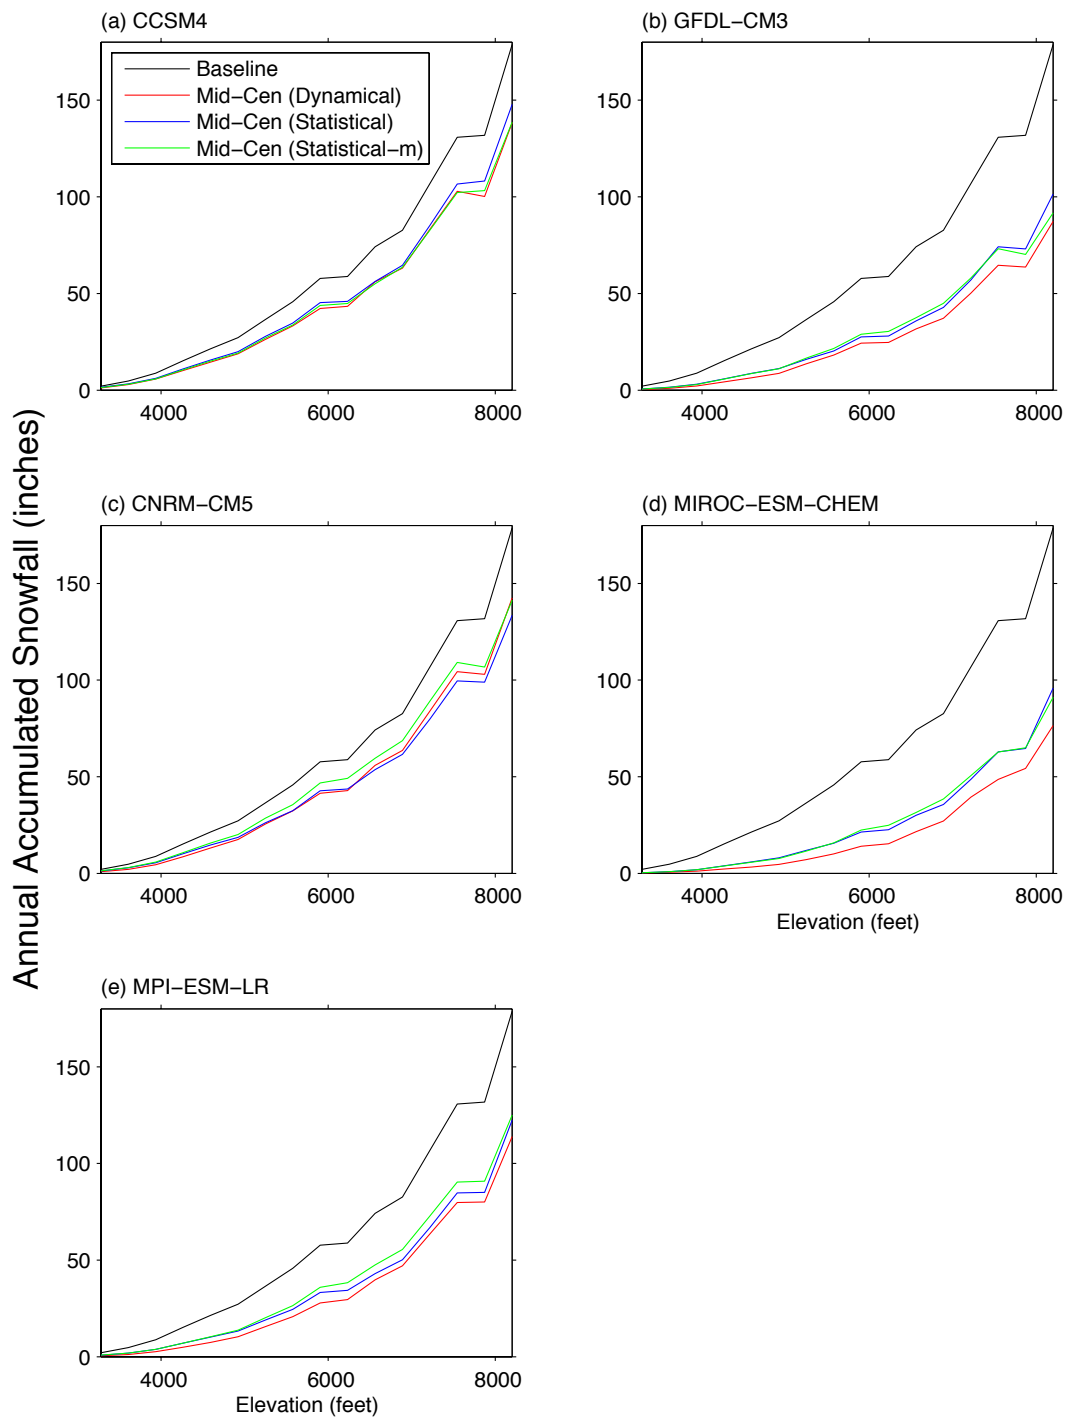 Annual Accumulated Snowfall (inches)
(a) CCSM4
Baseline
Mid−Cen (Dynamical)
Mid−Cen (Statistical)
Mid−Cen (Statistical−m)
150
100
50
0
4000 6000 8000
(b) GFDL−CM3
150
100
50
0
4000 6000 8000
(c) CNRM−CM5
150
100
50
0
4000 6000 8000
(d) MIROC−ESM−CHEM
150
100
50
0
4000 6000 8000
Elevation (feet)
(e) MPI−ESM−LR
150
100
50
0
4000 6000 8000
Elevation (feet)